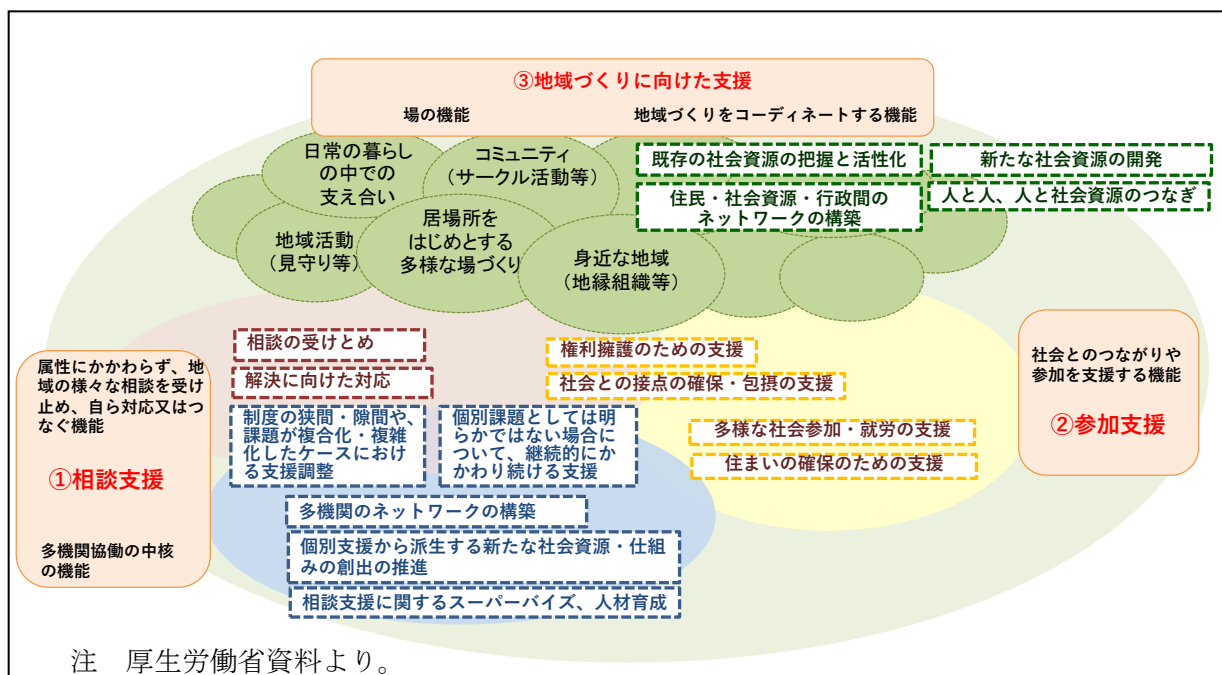 ③地域づくりに向けた支援
場の機能
地域づくりをコーディネートする機能
日常の暮らし
の中での
支え合い
コミュニティ
(サークル活動等)
地域活動
(見守り等)
居場所を
はじめとする
多様な場づくり
身近な地域
(地縁組織等)
既存の社会資源の把握と活性化
新たな社会資源の開発
住民・社会資源・行政間の
ネットワークの構築
人と人、人と社会資源のつなぎ
属性にかかわらず、地
域の様々な相談を受け
止め、自ら対応又はつ
なぐ機能
①相談支援
多機関協働の中核
の機能
相談の受けとめ
解決に向けた対応
制度の狭間・隙間や、
課題が複合化・複雑
化したケースにおけ
る支援調整
個別課題としては明
らかではない場合に
ついて、継続的にか
かわり続ける支援
多機関のネットワークの構築
個別支援から派生する新たな社会資源・仕組
みの創出の推進
相談支援に関するスーパーバイズ、人材育成
権利擁護のための支援
社会との接点の確保・包摂の支援
多様な社会参加・就労の支援
住まいの確保のための支援
社会とのつながりや
参加を支援する機能
②参加支援
注 厚生労働省資料より。